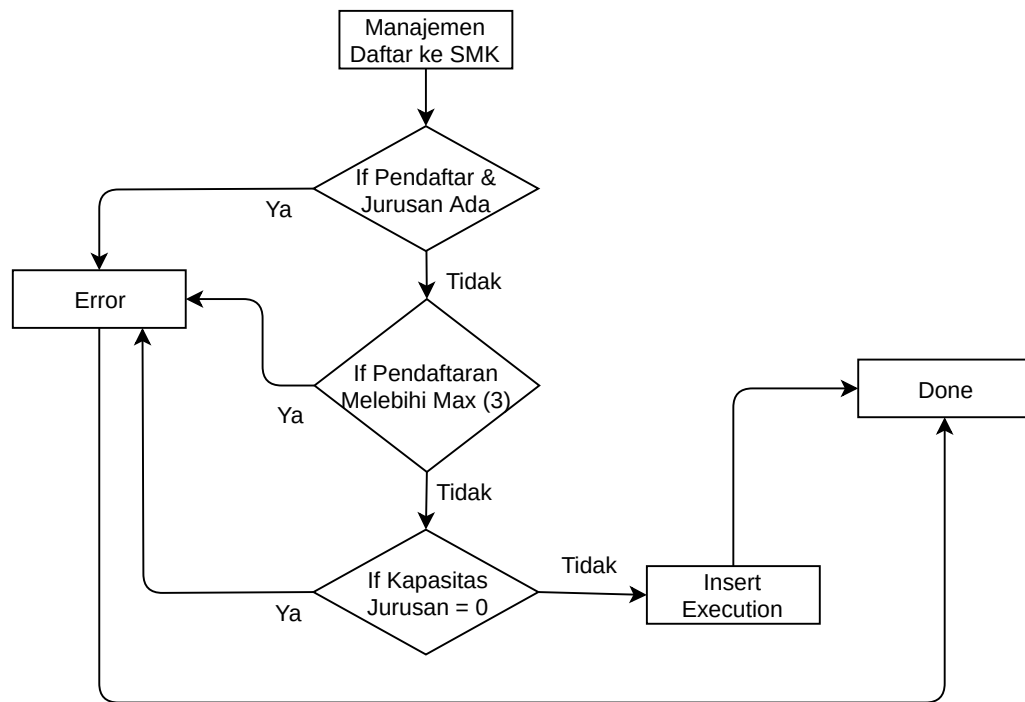 Manajemen
Daftar ke SMK
If Pendaftar &
Jurusan Ada
Ya
Tidak
Error
If Pendaftaran
Melebihi Max (3)
Ya
Done
Tidak
If Kapasitas
Jurusan = 0
Ya
Tidak
Insert
Execution